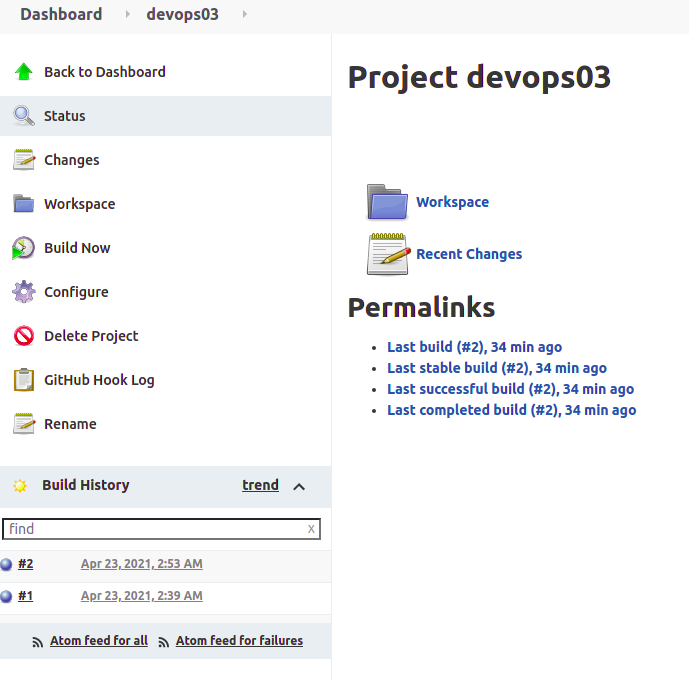 Dashboard devops03
Back to Dashboard
Status
Changes
Workspace
Build Now
Configure
Delete Project
GitHub Hook Log
Rename
Build History trend
find x
#2 Apr 23, 2021, 2:53 AM
#1 Apr 23, 2021, 2:39 AM
Atom feed for all Atom feed for failures
Project devops03
Workspace
Recent Changes
Permalinks
Last build (#2), 34 min ago
Last stable build (#2), 34 min ago
Last successful build (#2), 34 min ago
Last completed build (#2), 34 min ago